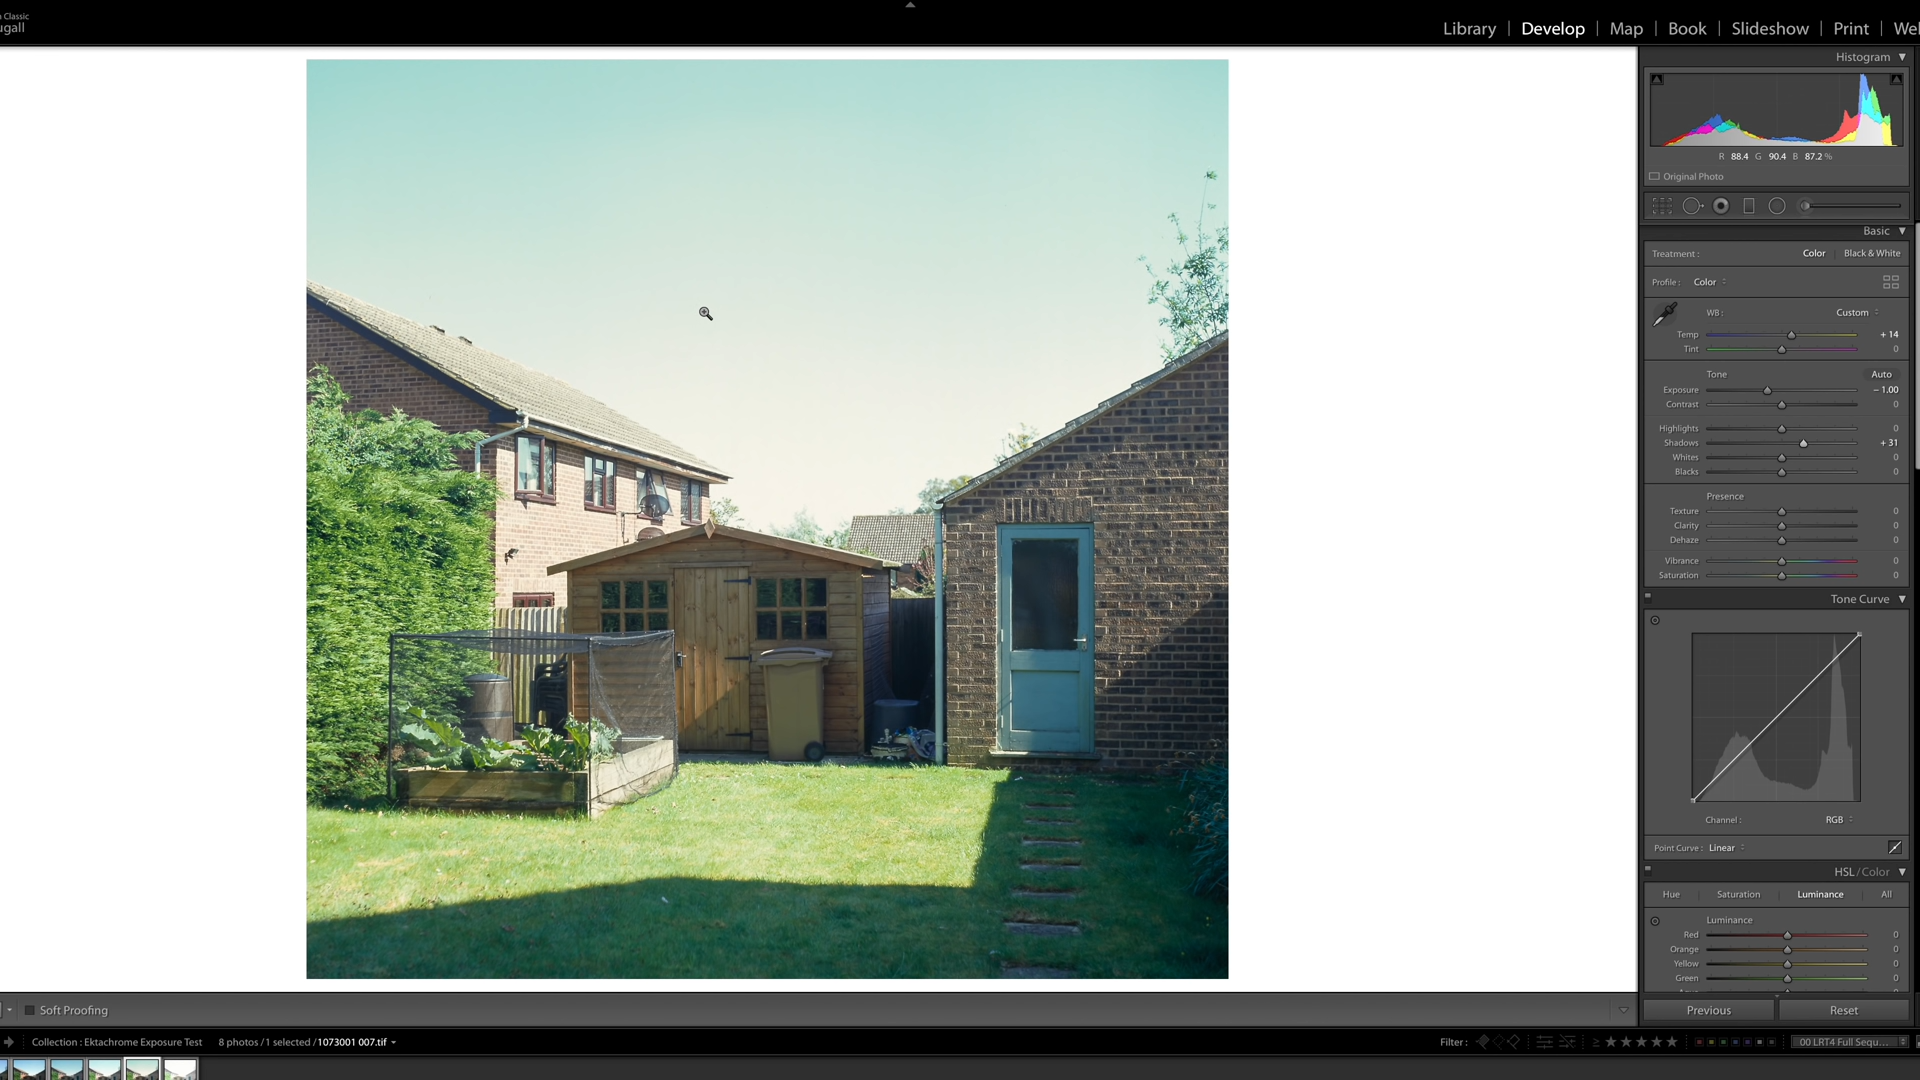 Classic
ugall
Library | Develop | Map | Book | Slideshow | Print | We
Histogram
R 88.4 G 90.4 B 87.2 %
Original Photo
Basic
Treatment : Color Black & White
Profile : Color
WB : Custom
Temp + 14
Tint 0
Tone Auto
Exposure – 1.00
Contrast 0
Highlights 0
Shadows + 31
Whites 0
Blacks 0
Presence
Texture 0
Clarity 0
Dehaze 0
Vibrance 0
Saturation 0
Tone Curve
Channel : RGB
Point Curve : Linear
HSL / Color
Hue Saturation Luminance All
Luminance
Red 0
Orange 0
Yellow 0
Green 0
Previous Reset
Soft Proofing
Collection : Ektachrome Exposure Test 8 photos / 1 selected / 1073001 007.tif
Filter : ≥ ★ ★ ★ ★ ★ 00 LRT4 Full Sequ...